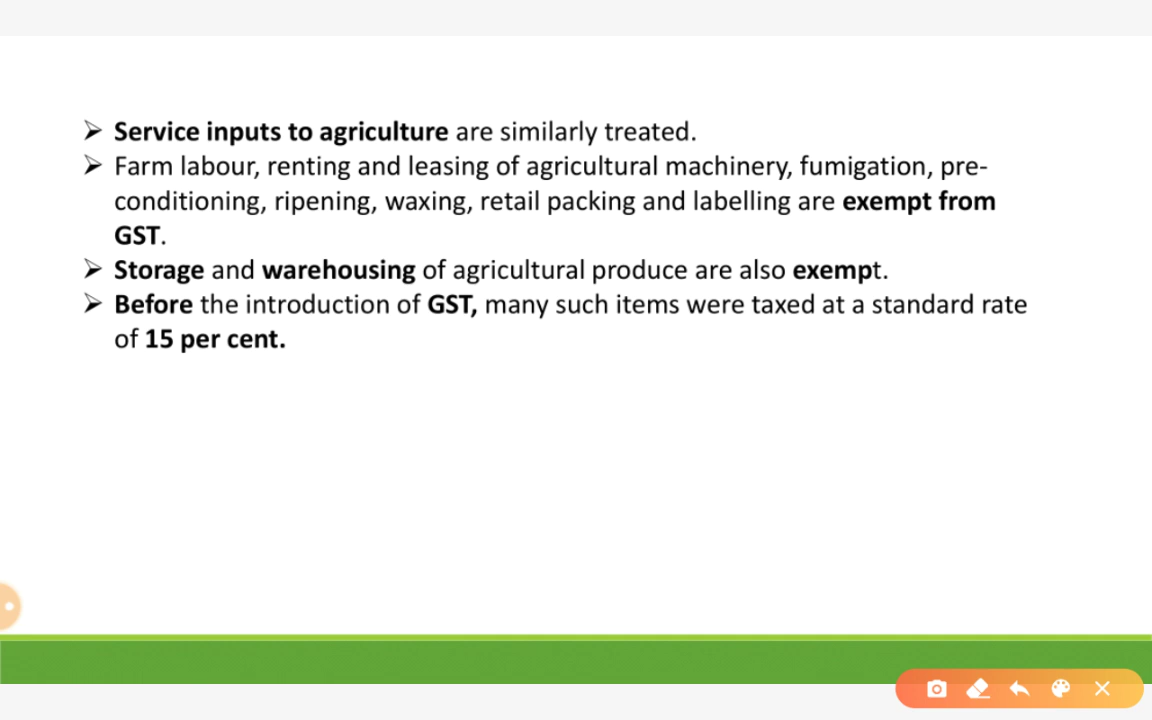 ➢ Service inputs to agriculture are similarly treated.
➢ Farm labour, renting and leasing of agricultural machinery, fumigation, pre-
conditioning, ripening, waxing, retail packing and labelling are exempt from
GST.
➢ Storage and warehousing of agricultural produce are also exempt.
➢ Before the introduction of GST, many such items were taxed at a standard rate
of 15 per cent.